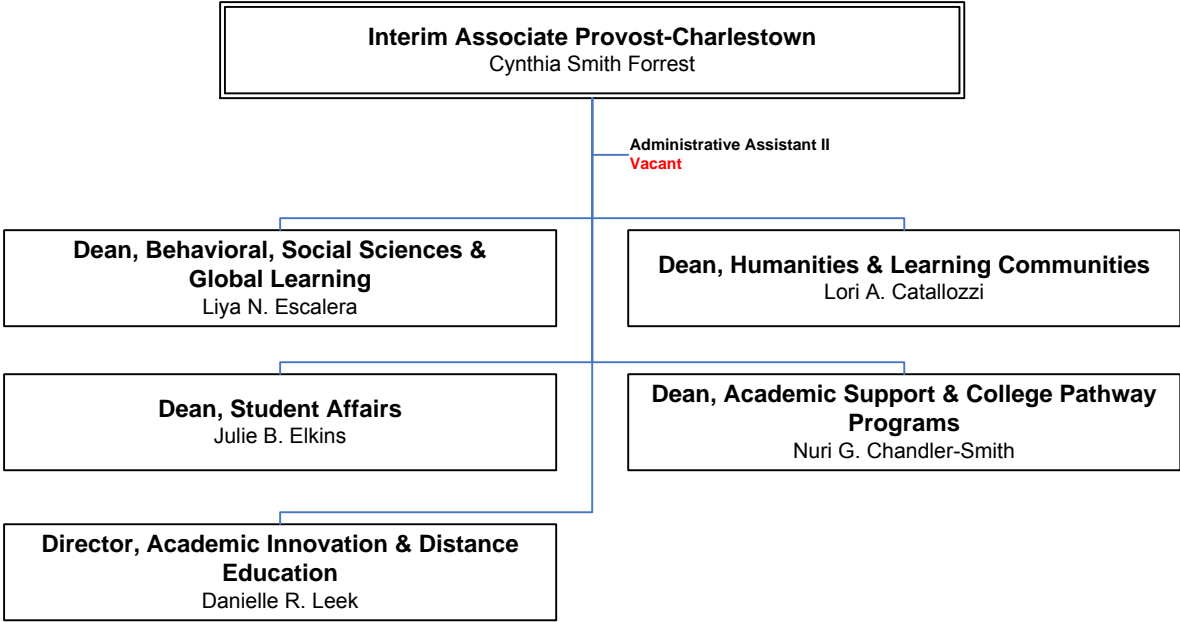 Interim Associate Provost-Charlestown
Cynthia Smith Forrest
Administrative Assistant II
Vacant
Dean, Behavioral, Social Sciences &
Global Learning
Liya N. Escalera
Dean, Humanities & Learning Communities
Lori A. Catallozzi
Dean, Student Affairs
Julie B. Elkins
Dean, Academic Support & College Pathway
Programs
Nuri G. Chandler-Smith
Director, Academic Innovation & Distance
Education
Danielle R. Leek